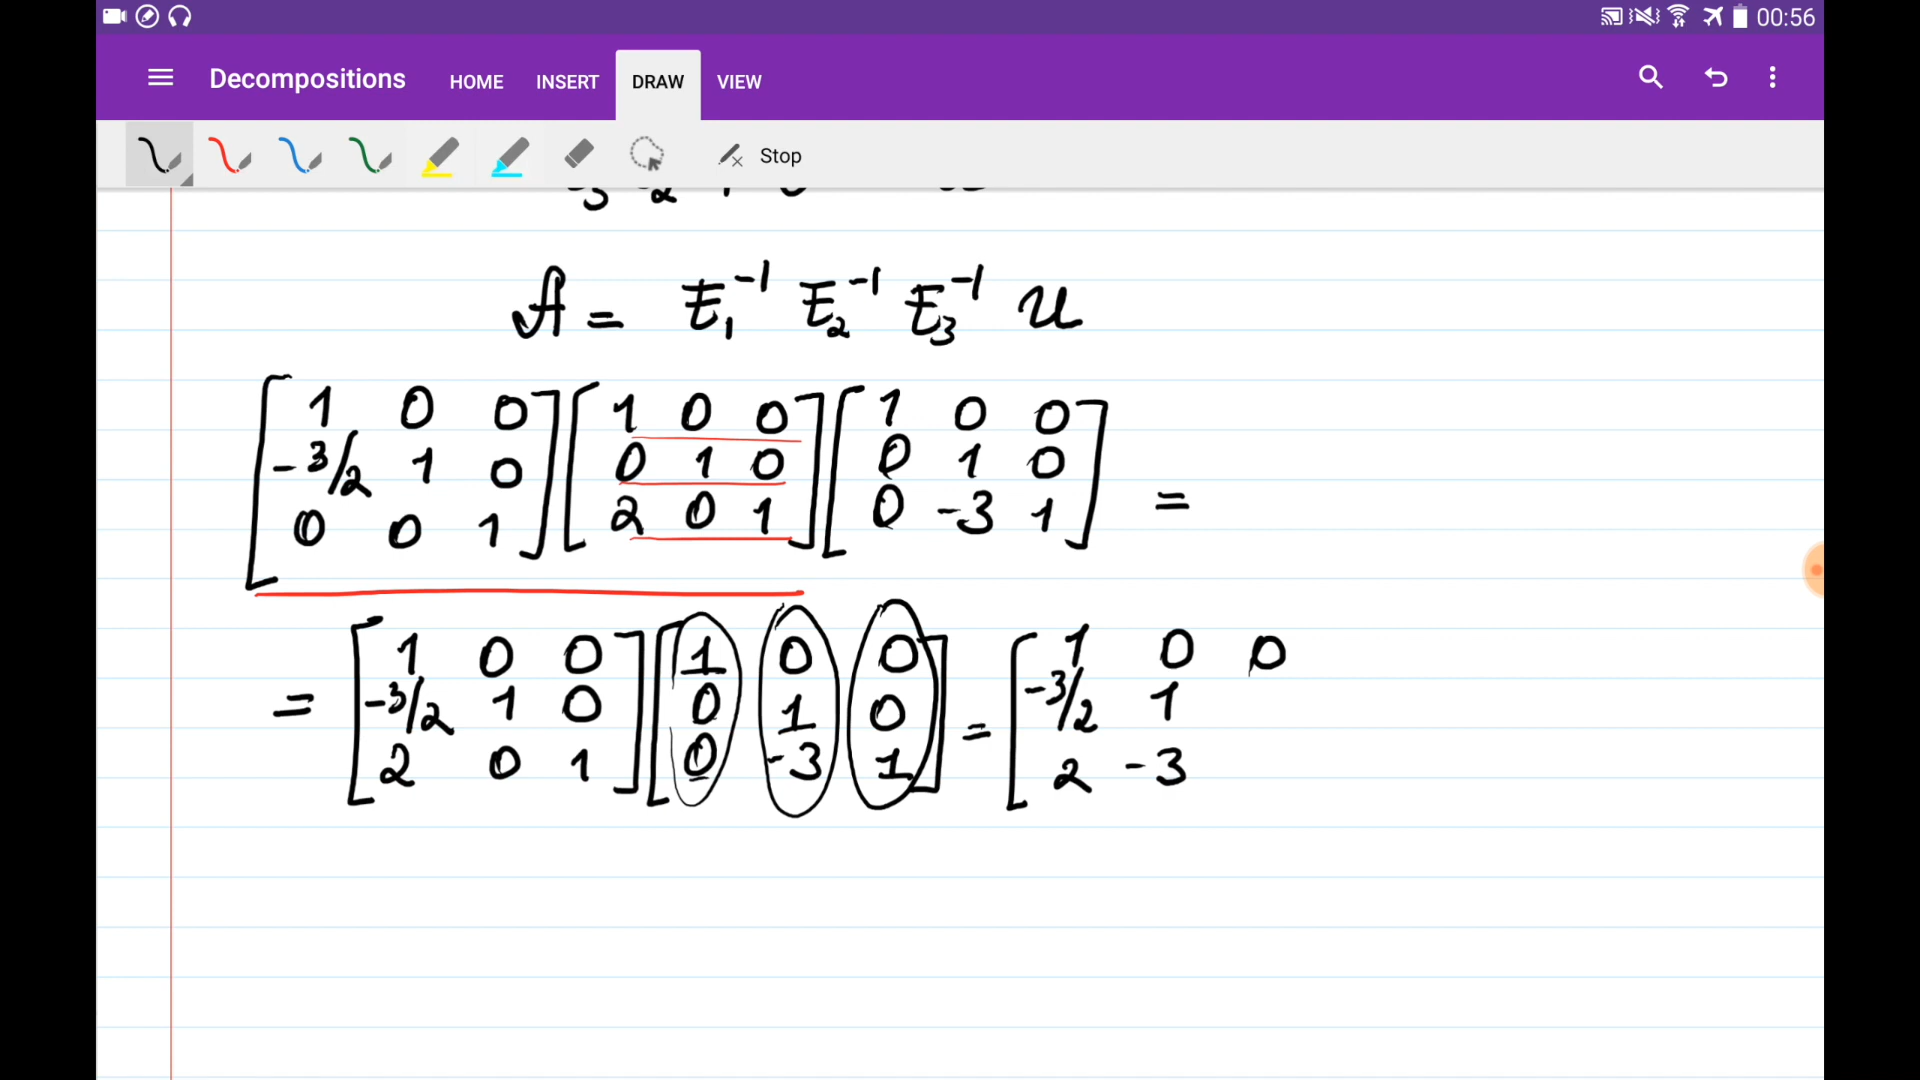 00:56
Decompositions HOME INSERT DRAW VIEW
Stop
A = E₁⁻¹ E₂⁻¹ E₃⁻¹ U
[1 0 0] [1 0 0] [1 0 0]
[-3/2 1 0] [0 1 0] [0 1 0] =
[0 0 1] [2 0 1] [0 -3 1]
[1 0 0] [1 0 0] [1 0 0
= [-3/2 1 0] [0 1 0] = [-3/2 1
[2 0 1] [0 -3 1] [2 -3